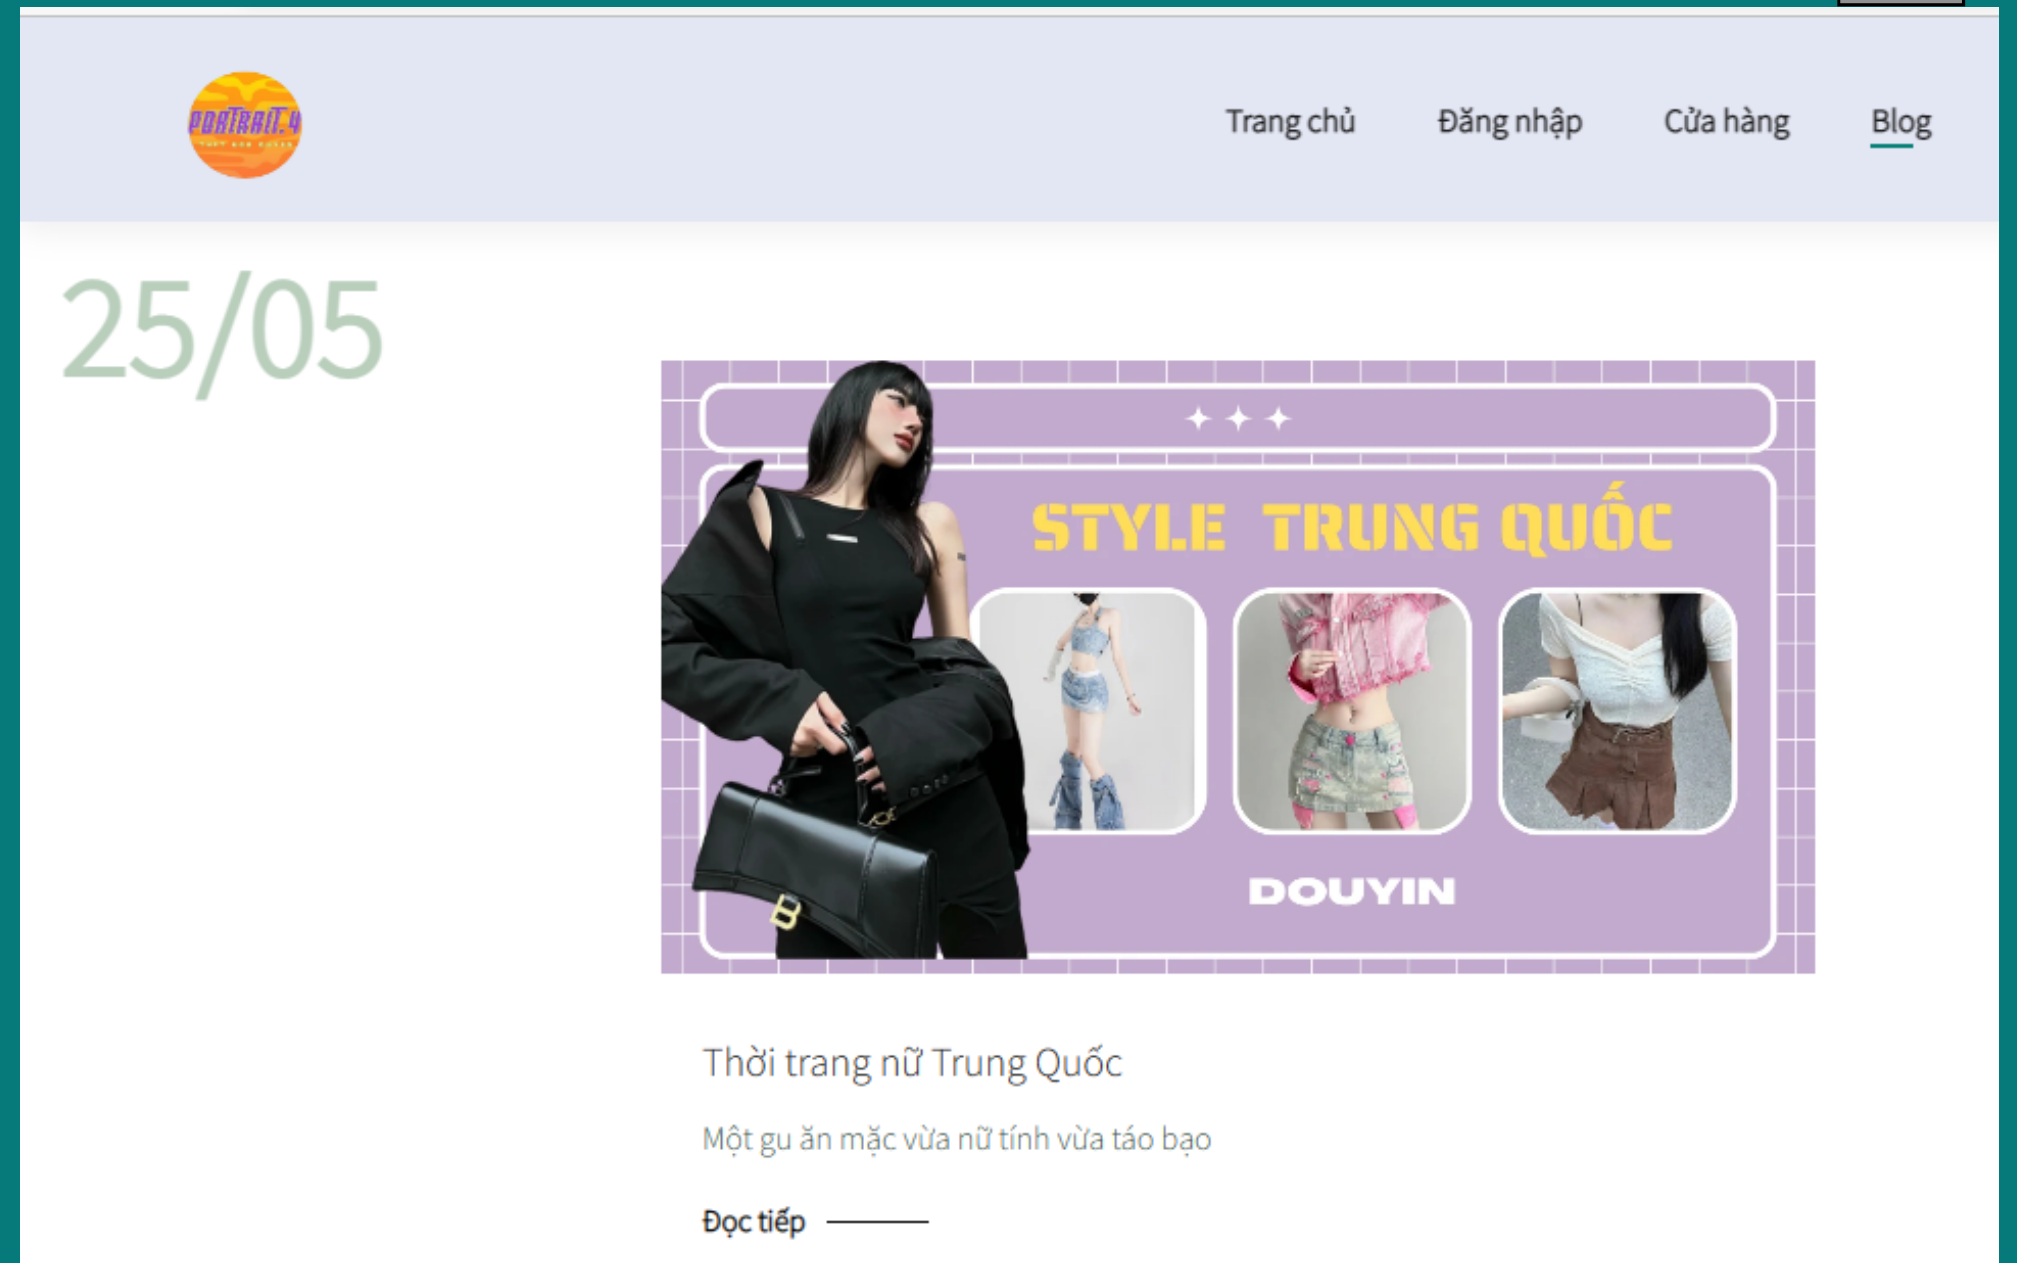 PORTRAIT.4
Trang chủ
Đăng nhập
Cửa hàng
Blog
25/05
STYLE TRUNG QUỐC
DOUYIN
Thời trang nữ Trung Quốc
Một gu ăn mặc vừa nữ tính vừa táo bạo
Đọc tiếp